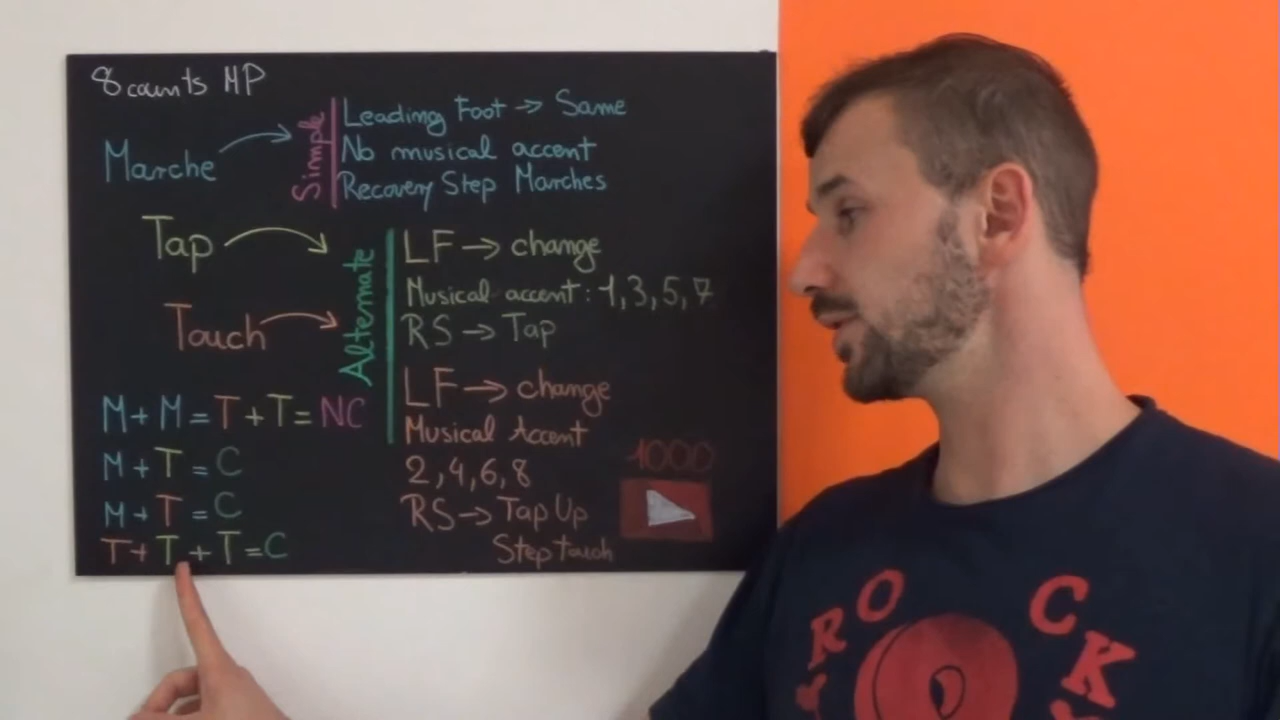 8 counts MP
Marche
Simple
Leading Foot → Same
No musical accent
Recovery Step Marches
Tap
Touch
Alternate
LF → change
Musical accent: 1,3,5,7
RS → Tap
LF → change
Musical Accent
2,4,6,8
RS → Tap Up
Step touch
M+M=T+T=NC
M+T=C
M+T=C
T+T+T=C
1000
ROCK